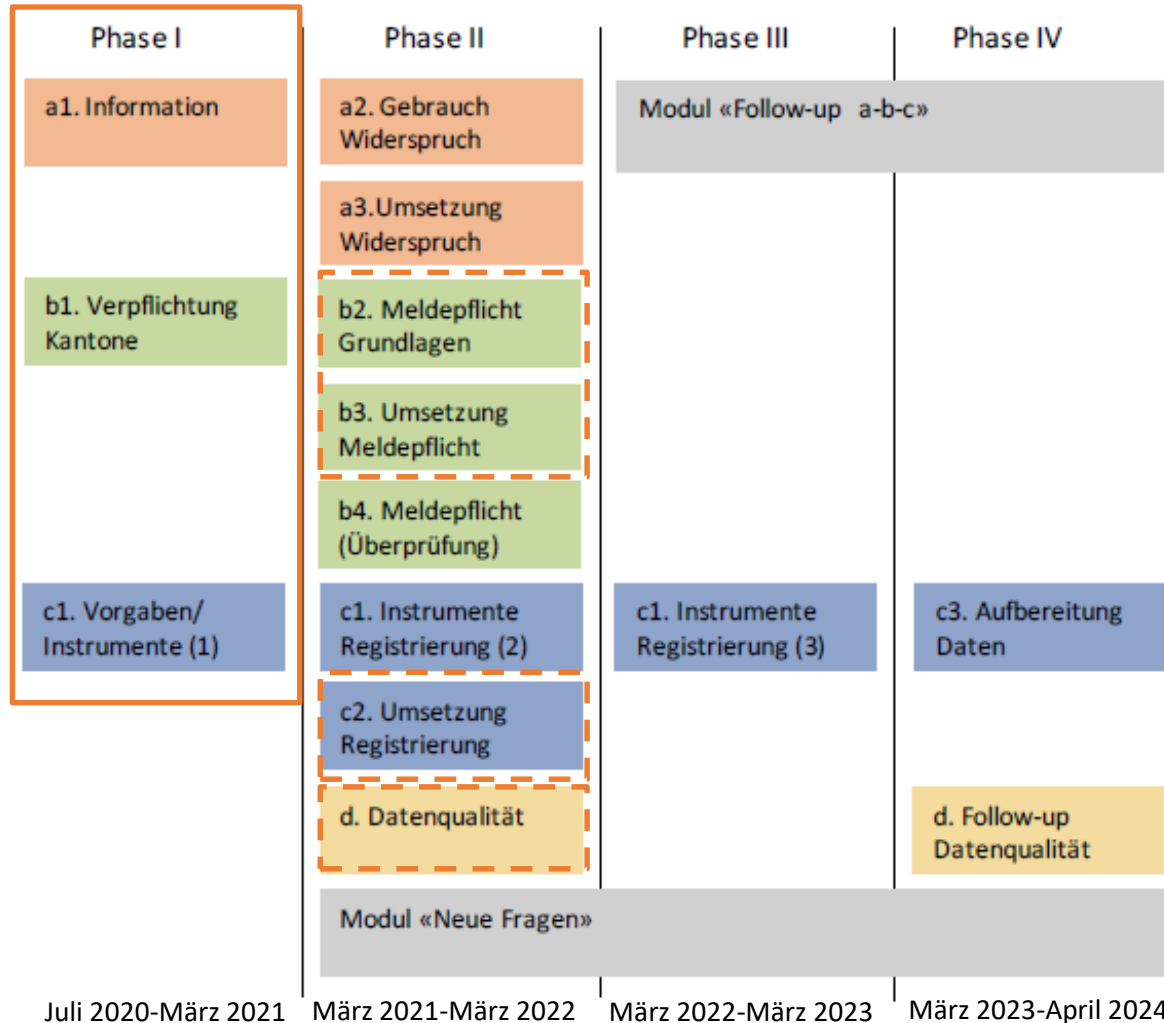 Phase I
Phase II
Phase III
Phase IV
a1. Information
a2. Gebrauch
Widerspruch
Modul «Follow-up a-b-c»
a3.Umsetzung
Widerspruch
b1. Verpflichtung
Kantone
b2. Meldepflicht
Grundlagen
b3. Umsetzung
Meldepflicht
b4. Meldepflicht
(Überprüfung)
c1. Vorgaben/
Instrumente (1)
c1. Instrumente
Registrierung (2)
c1. Instrumente
Registrierung (3)
c3. Aufbereitung
Daten
c2. Umsetzung
Registrierung
d. Datenqualität
d. Follow-up
Datenqualität
Modul «Neue Fragen»
Juli 2020-März 2021
März 2021-März 2022
März 2022-März 2023
März 2023-April 2024